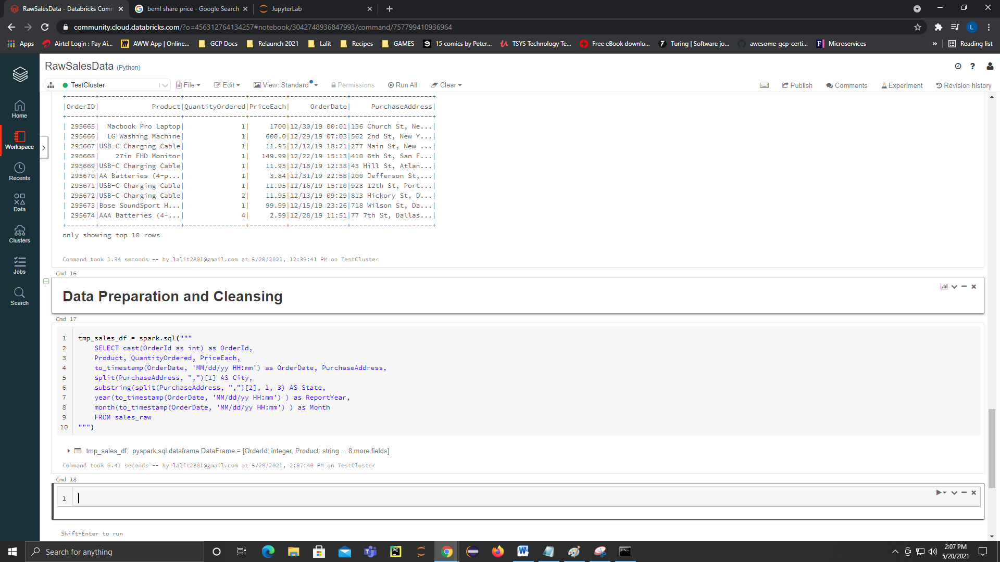 RawSalesData - Databricks Comm
beml share price - Google Search
JupyterLab
community.cloud.databricks.com/?o=456312764134257#notebook/3042748936847993/command/757799410936964
L
Apps
Airtel Login : Pay Ai...
AWW App | Online...
GCP Docs
Relaunch 2021
Lalit
Recipes
GAMES
15 comics by Peter...
TSYS Technology Te...
Free eBook downlo...
Turing | Software jo...
awesome-gcp-certi...
Microservices
»
Reading list
RawSalesData (Python)
TestCluster
File
Edit
View: Standard
Permissions
Run All
Clear
Publish
Comments
Experiment
Revision history
Home
Workspace
Recents
Data
Clusters
Jobs
Search
+-------+--------------------+---------------+---------+--------------+--------------------+
|OrderID|             Product|QuantityOrdered|PriceEach|     OrderDate|     PurchaseAddress|
+-------+--------------------+---------------+---------+--------------+--------------------+
| 295665|  Macbook Pro Laptop|              1|     1700|12/30/19 00:01|136 Church St, Ne...|
| 295666|  LG Washing Machine|              1|    600.0|12/29/19 07:03|562 2nd St, New Y...|
| 295667|USB-C Charging Cable|              1|    11.95|12/12/19 18:21|277 Main St, New ...|
| 295668|    27in FHD Monitor|              1|   149.99|12/22/19 15:13|410 6th St, San F...|
| 295669|USB-C Charging Cable|              1|    11.95|12/18/19 12:38|43 Hill St, Atlan...|
| 295670|AA Batteries (4-p...|              1|     3.84|12/31/19 22:58|200 Jefferson St,...|
| 295671|USB-C Charging Cable|              1|    11.95|12/16/19 15:10|928 12th St, Port...|
| 295672|USB-C Charging Cable|              2|    11.95|12/13/19 09:29|813 Hickory St, D...|
| 295673|Bose SoundSport H...|              1|    99.99|12/15/19 23:26|718 Wilson St, Da...|
| 295674|AAA Batteries (4-...|              4|     2.99|12/28/19 11:51|77 7th St, Dallas...|
+-------+--------------------+---------------+---------+--------------+--------------------+
only showing top 10 rows
Command took 1.34 seconds -- by lalit2801@gmail.com at 5/20/2021, 12:39:41 PM on TestCluster
Cmd 16
Data Preparation and Cleansing
Cmd 17
1 tmp_sales_df = spark.sql("""
2     SELECT cast(OrderId as int) as OrderId,
3     Product, QuantityOrdered, PriceEach,
4     to_timestamp(OrderDate, 'MM/dd/yy HH:mm') as OrderDate, PurchaseAddress,
5     split(PurchaseAddress, ",")[1] AS City,
6     substring(split(PurchaseAddress, ",")[2], 1, 3) AS State,
7     year(to_timestamp(OrderDate, 'MM/dd/yy HH:mm') ) as ReportYear,
8     month(to_timestamp(OrderDate, 'MM/dd/yy HH:mm') ) as Month
9     FROM sales_raw
10 """)
tmp_sales_df: pyspark.sql.dataframe.DataFrame = [OrderId: integer, Product: string ... 8 more fields]
Command took 0.41 seconds -- by lalit2801@gmail.com at 5/20/2021, 2:07:40 PM on TestCluster
Cmd 18
1
Shift+Enter to run
Search for anything
2:07 PM
5/20/2021